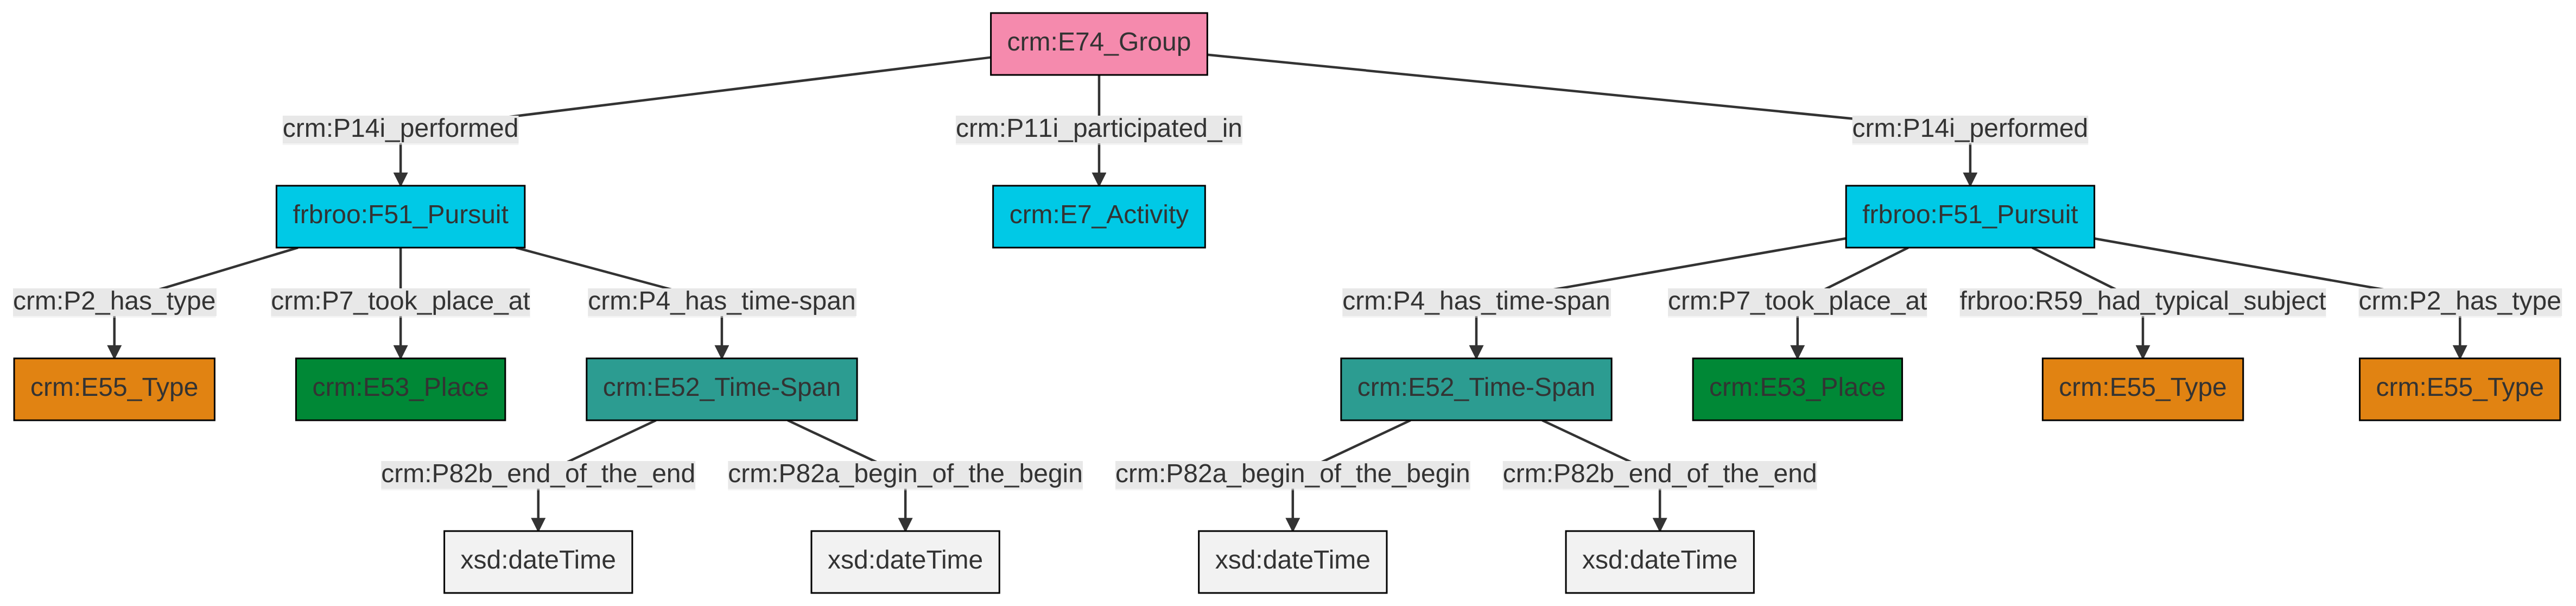 crm:E74_Group
crm:P14i_performed
crm:P11i_participated_in
crm:P14i_performed
frbroo:F51_Pursuit
crm:E7_Activity
frbroo:F51_Pursuit
crm:P2_has_type
crm:P7_took_place_at
crm:P4_has_time-span
crm:P4_has_time-span
crm:P7_took_place_at
frbroo:R59_had_typical_subject
crm:P2_has_type
crm:E55_Type
crm:E53_Place
crm:E52_Time-Span
crm:E52_Time-Span
crm:E53_Place
crm:E55_Type
crm:E55_Type
crm:P82b_end_of_the_end
crm:P82a_begin_of_the_begin
crm:P82a_begin_of_the_begin
crm:P82b_end_of_the_end
xsd:dateTime
xsd:dateTime
xsd:dateTime
xsd:dateTime